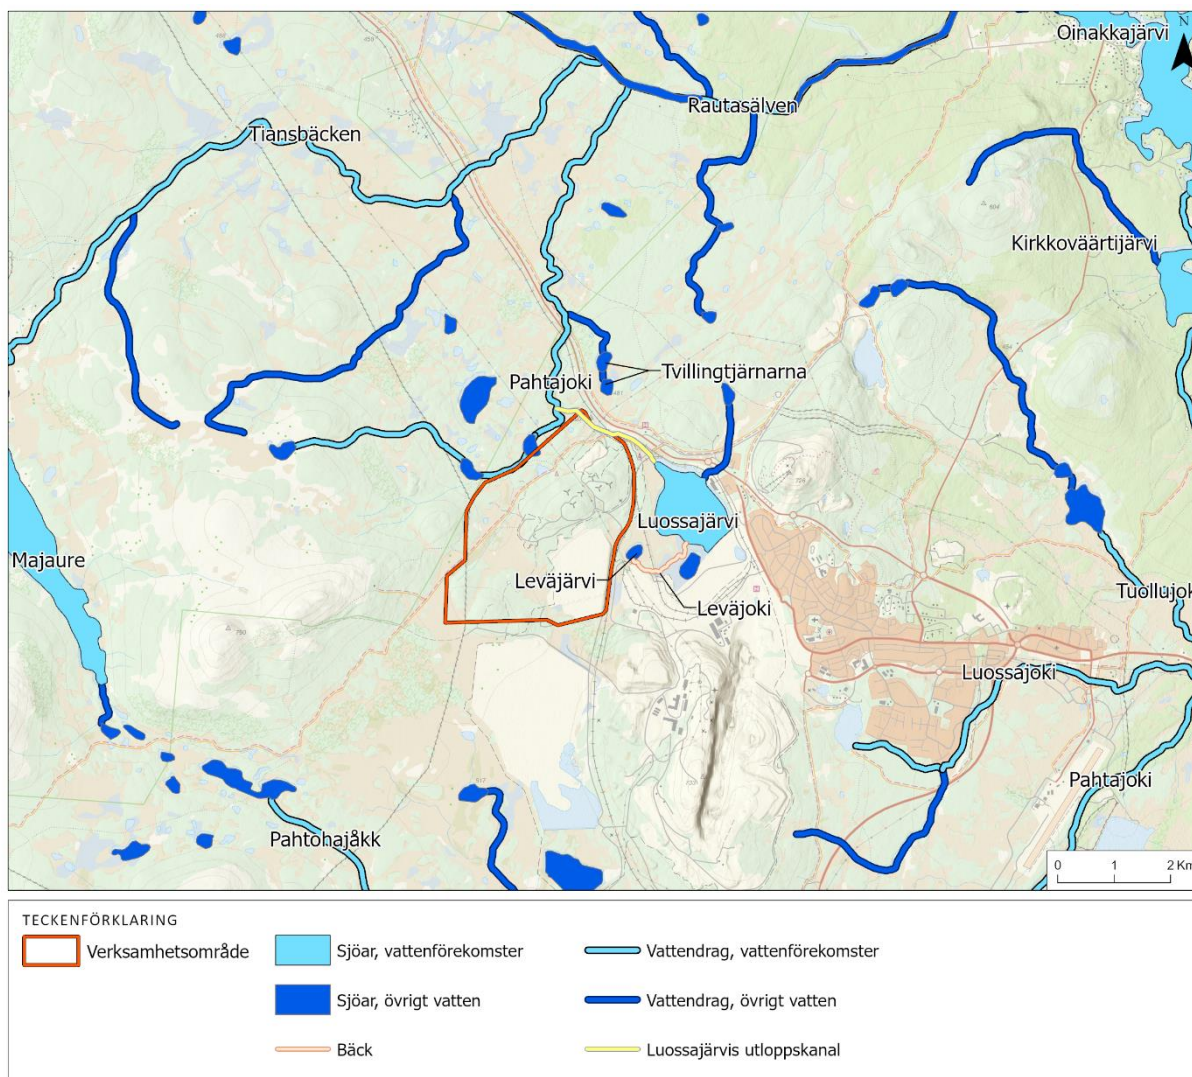 Oinakkajärvi
N
Rautasälven
Tiansbäcken
Kirkkoväärtijärvi
Tvillingtjärnarna
Pahtajoki
Luossajärvi
Majaure
Leväjärvi
Leväjoki
Tuollujok
Luossajoki
Pahtajoki
Pahtohajåkk
0 1 2 Km
TECKENFÖRKLARING
Verksamhetsområde
Sjöar, vattenförekomster
Vattendrag, vattenförekomster
Sjöar, övrigt vatten
Vattendrag, övrigt vatten
Bäck
Luossajärvis utloppskanal